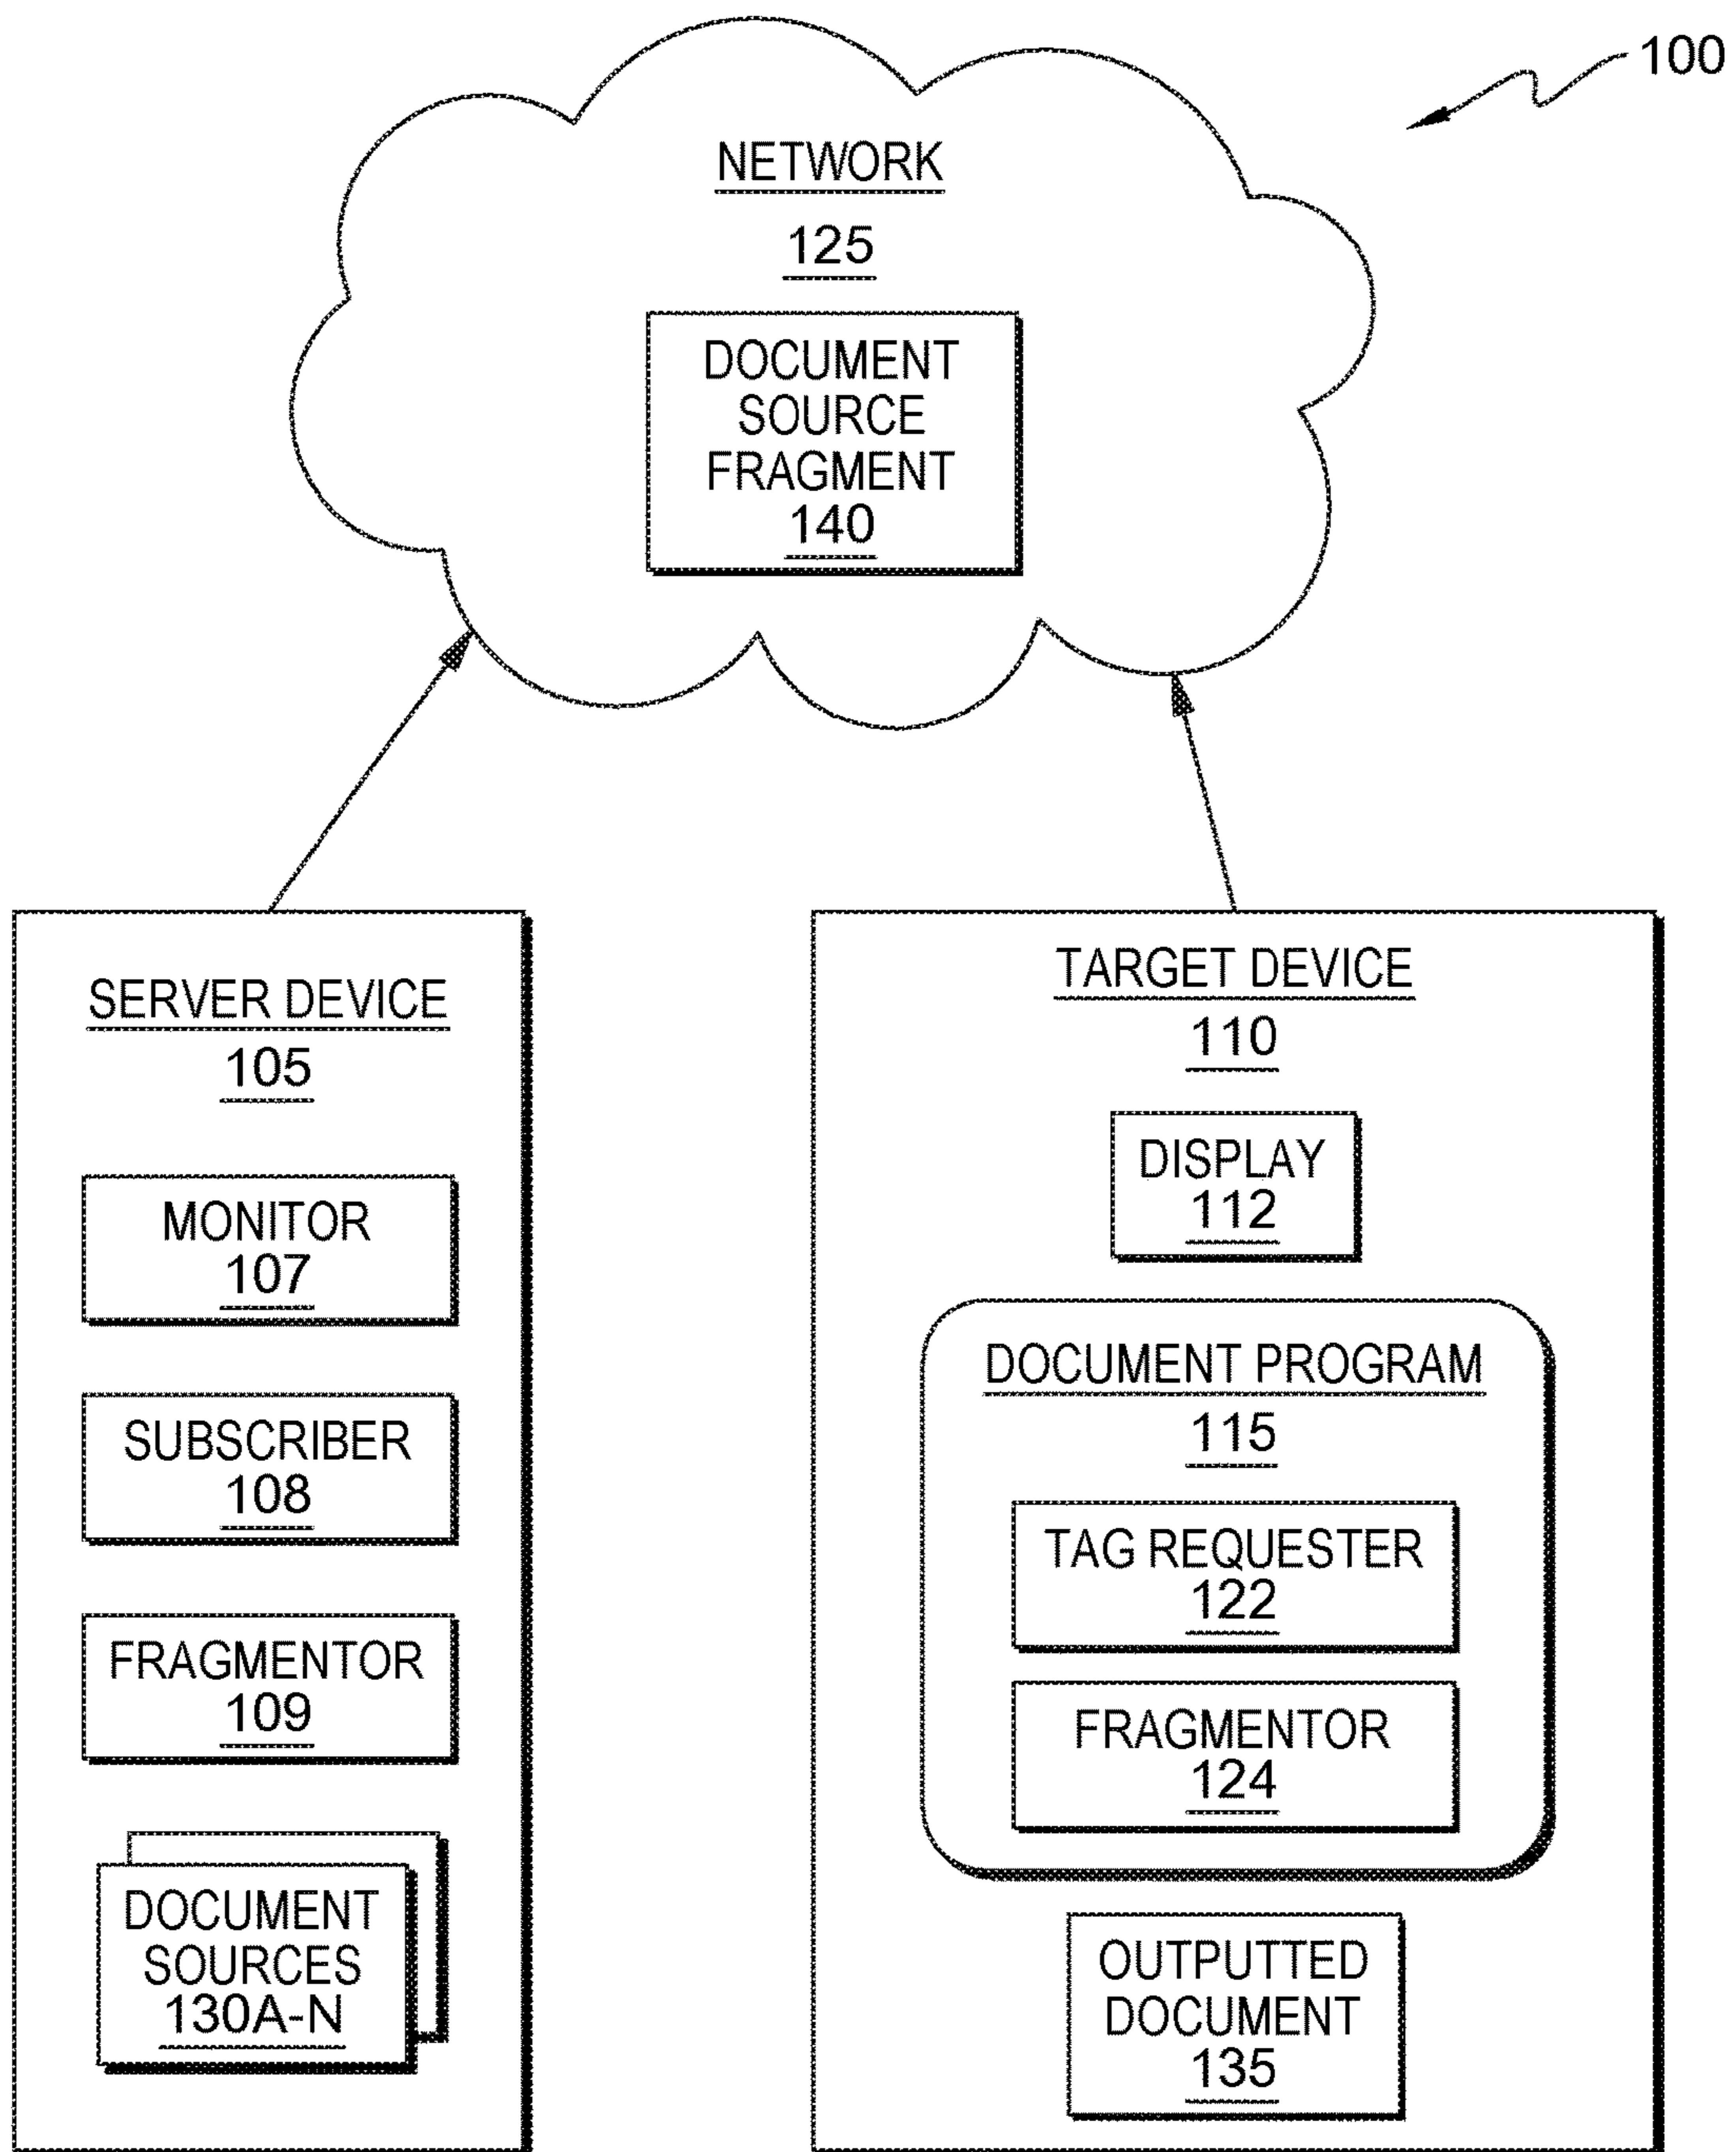 100
NETWORK
125
DOCUMENT
SOURCE
FRAGMENT
140
SERVER DEVICE
105
MONITOR
107
SUBSCRIBER
108
FRAGMENTOR
109
DOCUMENT
SOURCES
130A-N
TARGET DEVICE
110
DISPLAY
112
DOCUMENT PROGRAM
115
TAG REQUESTER
122
FRAGMENTOR
124
OUTPUTTED
DOCUMENT
135